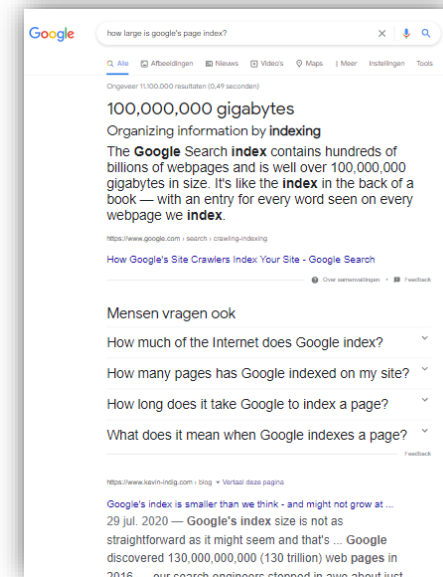 Google
how large is google's page index?
Alle Afbeeldingen Nieuws Video's Maps Meer Instellingen Tools
Ongeveer 11.100.000 resultaten (0,49 seconden)
100,000,000 gigabytes
Organizing information by indexing
The Google Search index contains hundreds of
billions of webpages and is well over 100,000,000
gigabytes in size. It's like the index in the back of a
book — with an entry for every word seen on every
webpage we index.
https://www.google.com › search › crawling-indexing
How Google's Site Crawlers Index Your Site - Google Search
Over samenvattingen • Feedback
Mensen vragen ook
How much of the Internet does Google index?
How many pages has Google indexed on my site?
How long does it take Google to index a page?
What does it mean when Google indexes a page?
Feedback
https://www.kevin-indig.com › blog ▾ Vertaal deze pagina
Google's index is smaller than we think - and might not grow at ...
29 jul. 2020 — Google's index size is not as
straightforward as it might seem and that's ... Google
discovered 130,000,000,000 (130 trillion) web pages in
2016 ... our search engineers stopped in awe about just